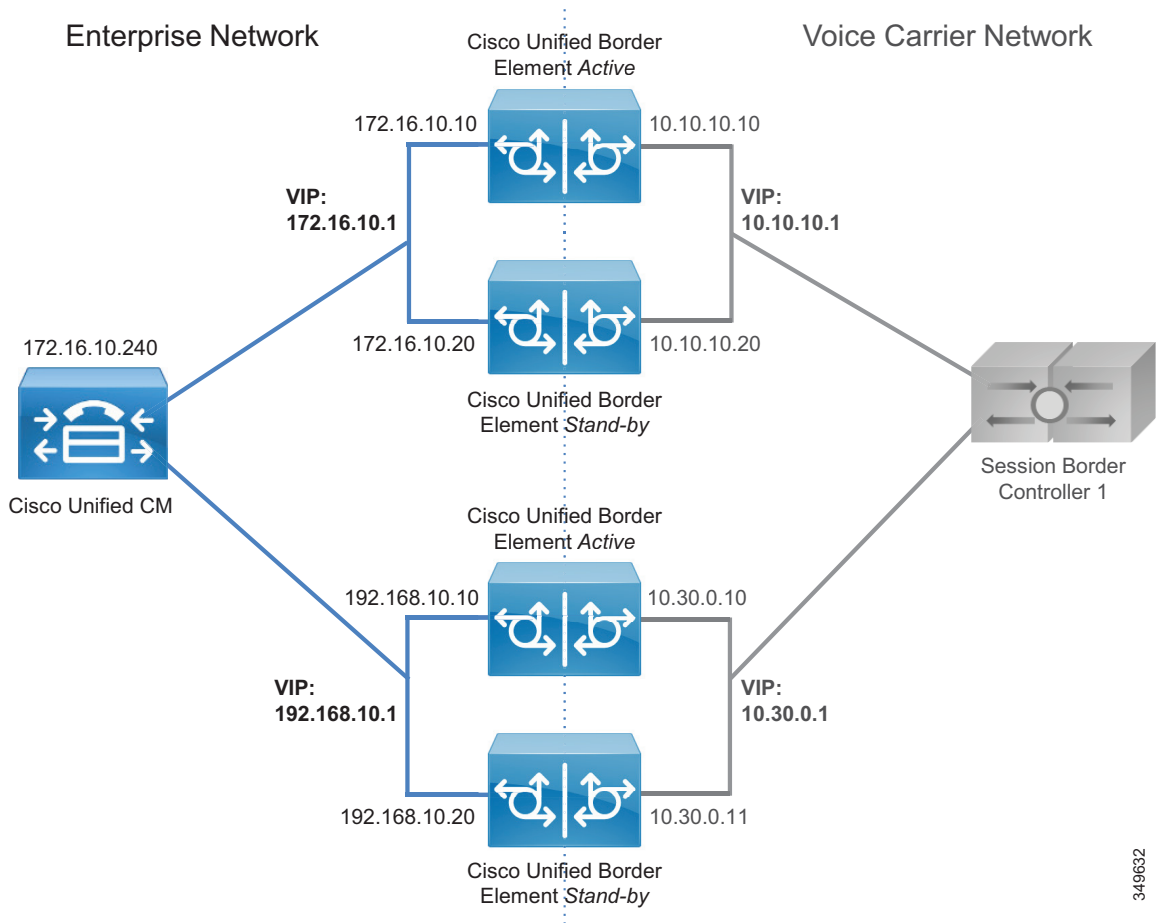 Enterprise Network
Voice Carrier Network
Cisco Unified Border
Element Active
172.16.10.10
10.10.10.10
VIP:
172.16.10.1
VIP:
10.10.10.1
172.16.10.20
10.10.10.20
Cisco Unified Border
Element Stand-by
172.16.10.240
Cisco Unified CM
Session Border
Controller 1
Cisco Unified Border
Element Active
192.168.10.10
10.30.0.10
VIP:
192.168.10.1
VIP:
10.30.0.1
192.168.10.20
10.30.0.11
Cisco Unified Border
Element Stand-by
349632